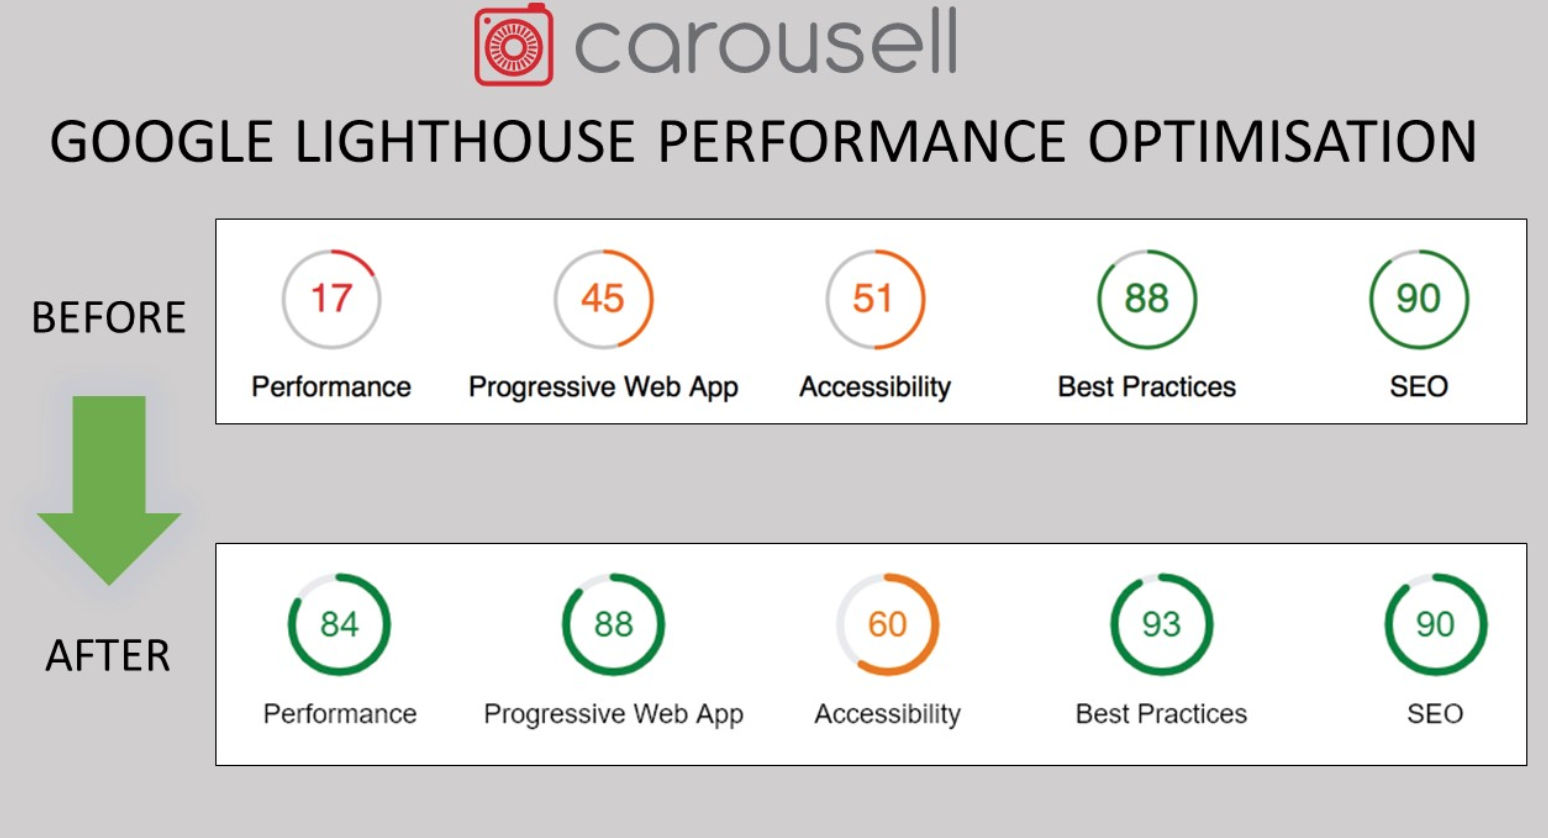 carousell
GOOGLE LIGHTHOUSE PERFORMANCE OPTIMISATION
BEFORE
17 45 51 88 90
Performance Progressive Web App Accessibility Best Practices SEO
AFTER
84 88 60 93 90
Performance Progressive Web App Accessibility Best Practices SEO